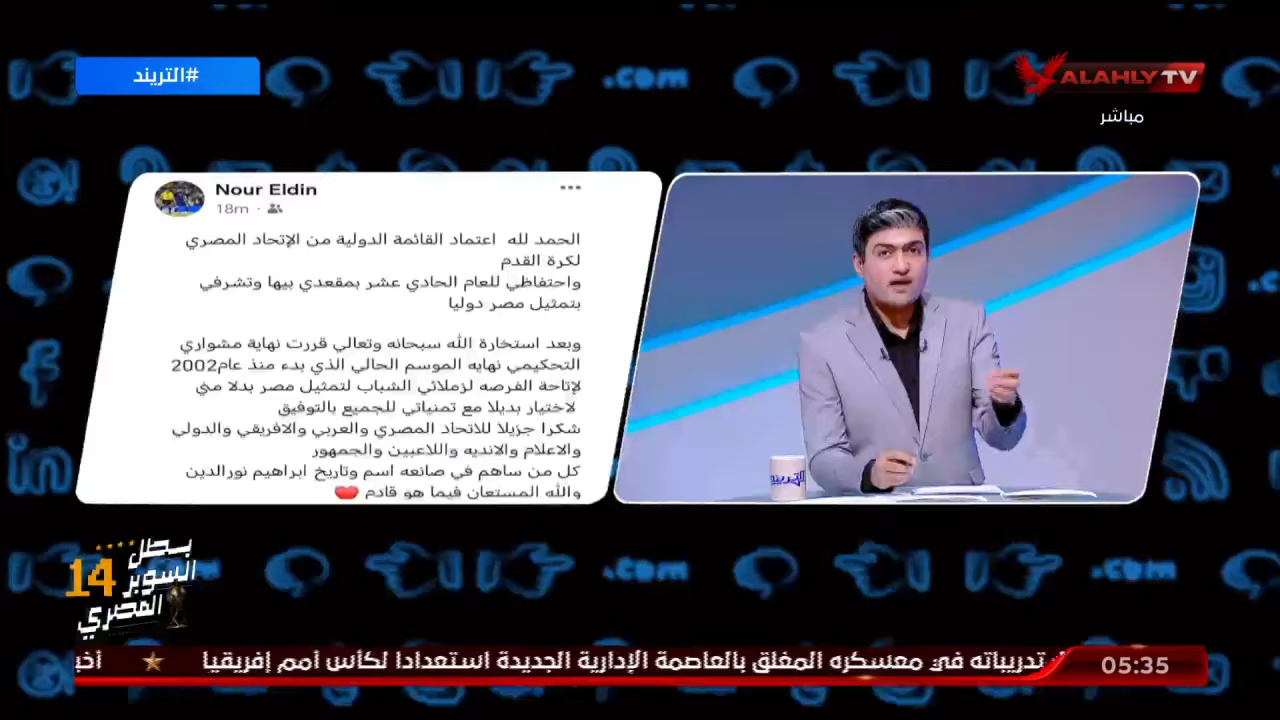 #التريند
ALAHLY TV
مباشر
Nour Eldin
18m
الحمد لله اعتماد القائمة الدولية من الإتحاد المصري
لكرة القدم
واحتفاظي للعام الحادي عشر بمقعدي بيها وتشرفي
بتمثيل مصر دوليا
وبعد استخارة الله سبحانه وتعالي قررت نهاية مشواري
التحكيمي نهايه الموسم الحالي الذي بدء منذ عام2002
لإتاحة الفرصه لزملائي الشباب لتمثيل مصر بدلا مني
لاختيار بديلا مع تمنياتي للجميع بالتوفيق
شكرا جزيلا للاتحاد المصري والعربي والافريقي والدولي
والاعلام والانديه واللاعبين والجمهور
كل من ساهم في صانعه اسم وتاريخ ابراهيم نورالدين
والله المستعان فيما هو قادم ❤️
بطل
السوبر 14
المصري
تدريباته في معسكره المغلق بالعاصمة الإدارية الجديدة استعدادا لكأس أمم إفريقيا
05:35